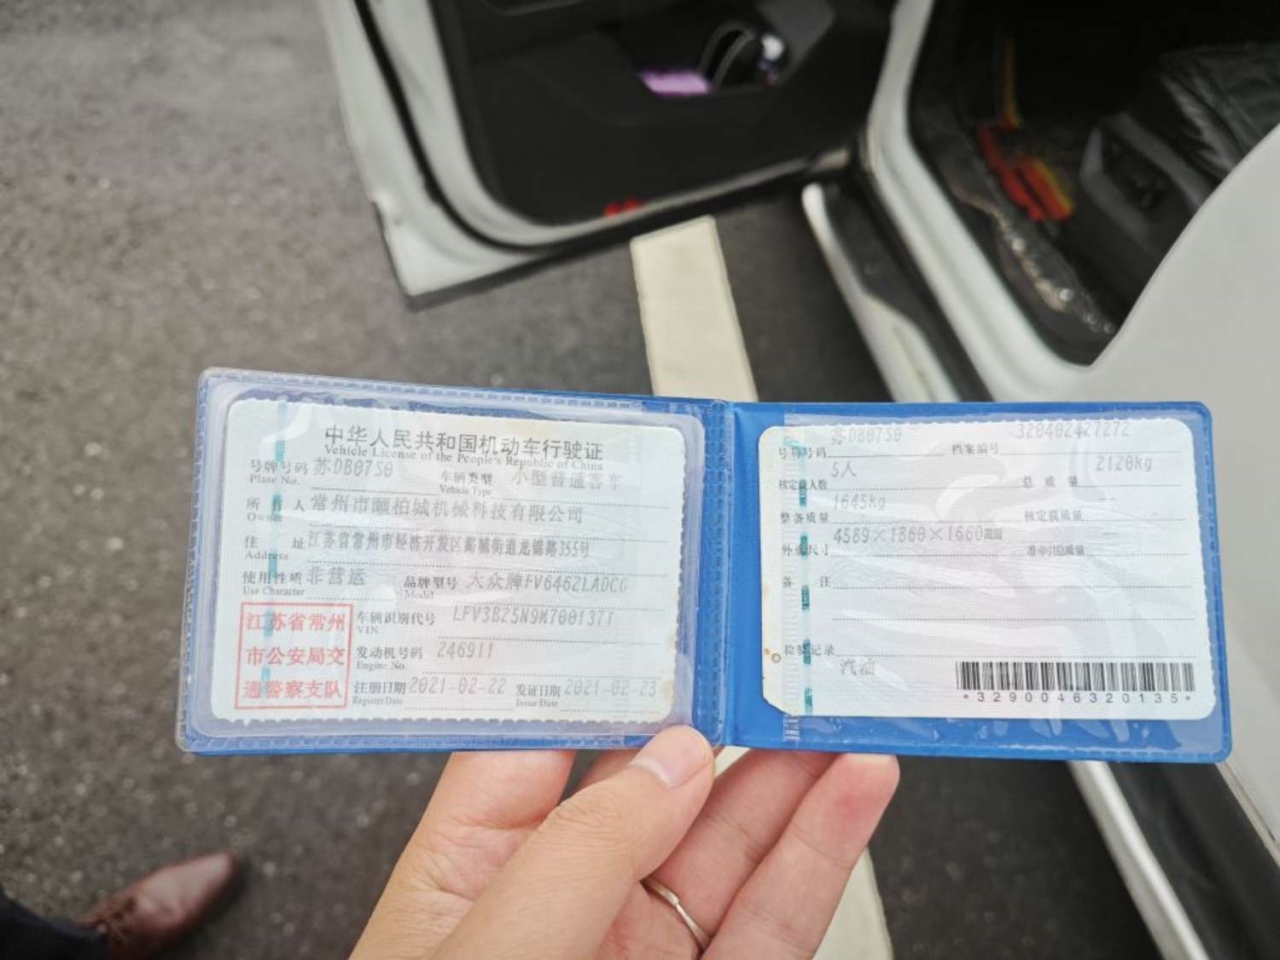 中华人民共和国机动车行驶证
Vehicle License of the People's Republic of China
号牌号码 苏DB07S0 车辆类型 小型普通客车
Plate No. Vehicle Type
所有人 常州市颐柏城机械科技有限公司
Owner
住址 江苏省常州市经济开发区 街道龙锦路355号
Address
使用性质 非营运 品牌型号 大众牌FV6462LADCG
Use Character Model
江苏省常州
市公安局交
通警察支队
车辆识别代号 LFV3B25N9M7001371
VIN
发动机号码 246911
Engine No.
注册日期 2021-02-22 发证日期 2021-02-23
Register Date Issue Date
号牌号码 苏DB07S0 档案编号 320402427272
核定载人数 5人 总质量 2120kg
整备质量 1645kg 核定载质量 --
外廓尺寸 4589×1860×1660mm 准牵引总质量 --
备注
检验记录
汽油
*3290046320135*